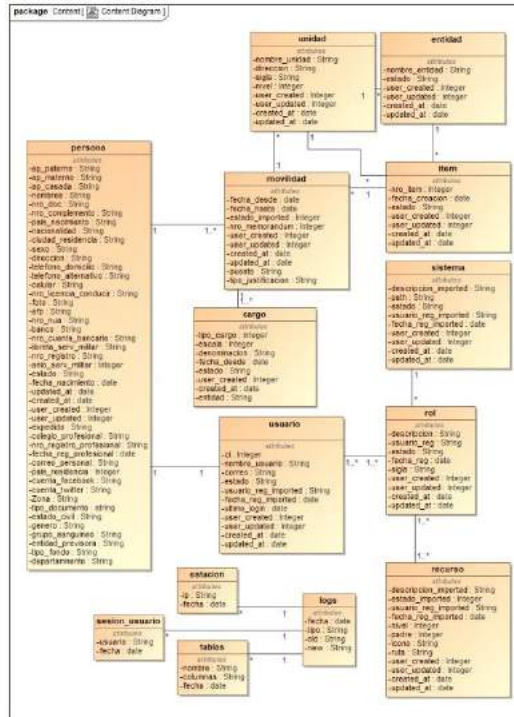 package Content [ Content Diagram ]
unidad
attributes
-nombre_unidad : String
-direccion : String
-sigla : String
-nivel : Integer
-user_created : Integer
-user_updated : Integer
-created_at : date
-updated_at : date
entidad
attributes
-nombre_entidad : String
-estado : String
-user_created : Integer
-user_updated : Integer
-created_at : date
-updated_at : date
persona
attributes
-ap_paterno : String
-ap_materno : String
-ap_casada : String
-nombres : String
-nro_doc : String
-nro_complemento : String
-pais_nacimiento : String
-nacionalidad : String
-ciudad_residencia : String
-sexo : String
-direccion : String
-telefono_domicilio : String
-telefono_alternativo : String
-celular : String
-nro_licencia_conducir : String
-foto : String
-afp : String
-nro_nua : String
-banco : String
-nro_cuenta_bancaria : String
-libreta_serv_militar : String
-nro_registro : String
-anio_serv_militar : Integer
-estado : String
-fecha_nacimiento : date
-updated_at : date
-created_at : date
-user_created : Integer
-user_updated : Integer
-expedido : String
-colegio_profesional : String
-nro_registro_profesional : String
-fecha_reg_profesional : date
-correo_personal : String
-pais_residencia : Integer
-cuenta_facebook : String
-cuenta_twitter : String
-Zona : String
-tipo_documento : string
-estado_civil : String
-genero : String
-grupo_sanguineo : String
-entidad_previsora : String
-tipo_fondo : String
-departamento : String
movilidad
attributes
-fecha_desde : date
-fecha_hasta : date
-estado_imported : Integer
-nro_memorandum : Integer
-user_created : Integer
-user_updated : Integer
-created_at : date
-updated_at : date
-puesto : String
-tipo_justificacion : String
item
attributes
-nro_item : Integer
-fecha_creacion : date
-estado : String
-user_created : Integer
-user_updated : Integer
-created_at : date
-updated_at : date
sistema
attributes
-descripcion_imported : String
-path : String
-estado : String
-usuario_reg_imported : String
-fecha_reg_imported : date
-user_created : Integer
-user_updated : Integer
-created_at : date
-updated_at : date
cargo
attributes
-tipo_cargo : Integer
-escala : Integer
-denominacion : String
-fecha_desde : date
-estado : String
-user_created : Integer
-created_at : date
-entidad : String
usuario
attributes
-ci : Integer
-nombre_usuario : String
-correo : String
-estado : String
-usuario_reg_imported : String
-fecha_reg_imported : date
-ultimo_login : date
-user_created : Integer
-user_updated : Integer
-created_at : date
-updated_at : date
rol
attributes
-descripcion : String
-usuario_reg : String
-estado : String
-fecha_reg : date
-sigla : String
-user_created : Integer
-user_updated : Integer
-created_at : date
-updated_at : date
recurso
attributes
-descripcion_imported : String
-estado_imported : Integer
-usuario_reg_imported : String
-fecha_reg_imported : date
-nivel : Integer
-padre : Integer
-icono : String
-ruta : String
-user_created : Integer
-user_updated : Integer
-created_at : date
-updated_at : date
estacion
attributes
-ip : String
-fecha : date
sesion_usuario
attributes
-usuario : String
-fecha : date
tablas
attributes
-nombre : String
-columnas : String
-fecha : date
logs
attributes
-fecha : date
-tipo : String
-old : String
-new : String